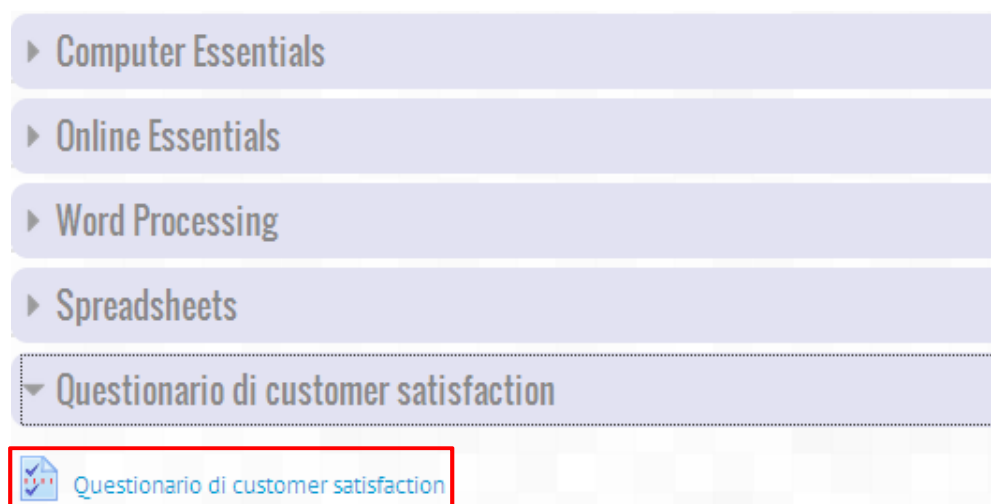 Computer Essentials
Online Essentials
Word Processing
Spreadsheets
Questionario di customer satisfaction
Questionario di customer satisfaction